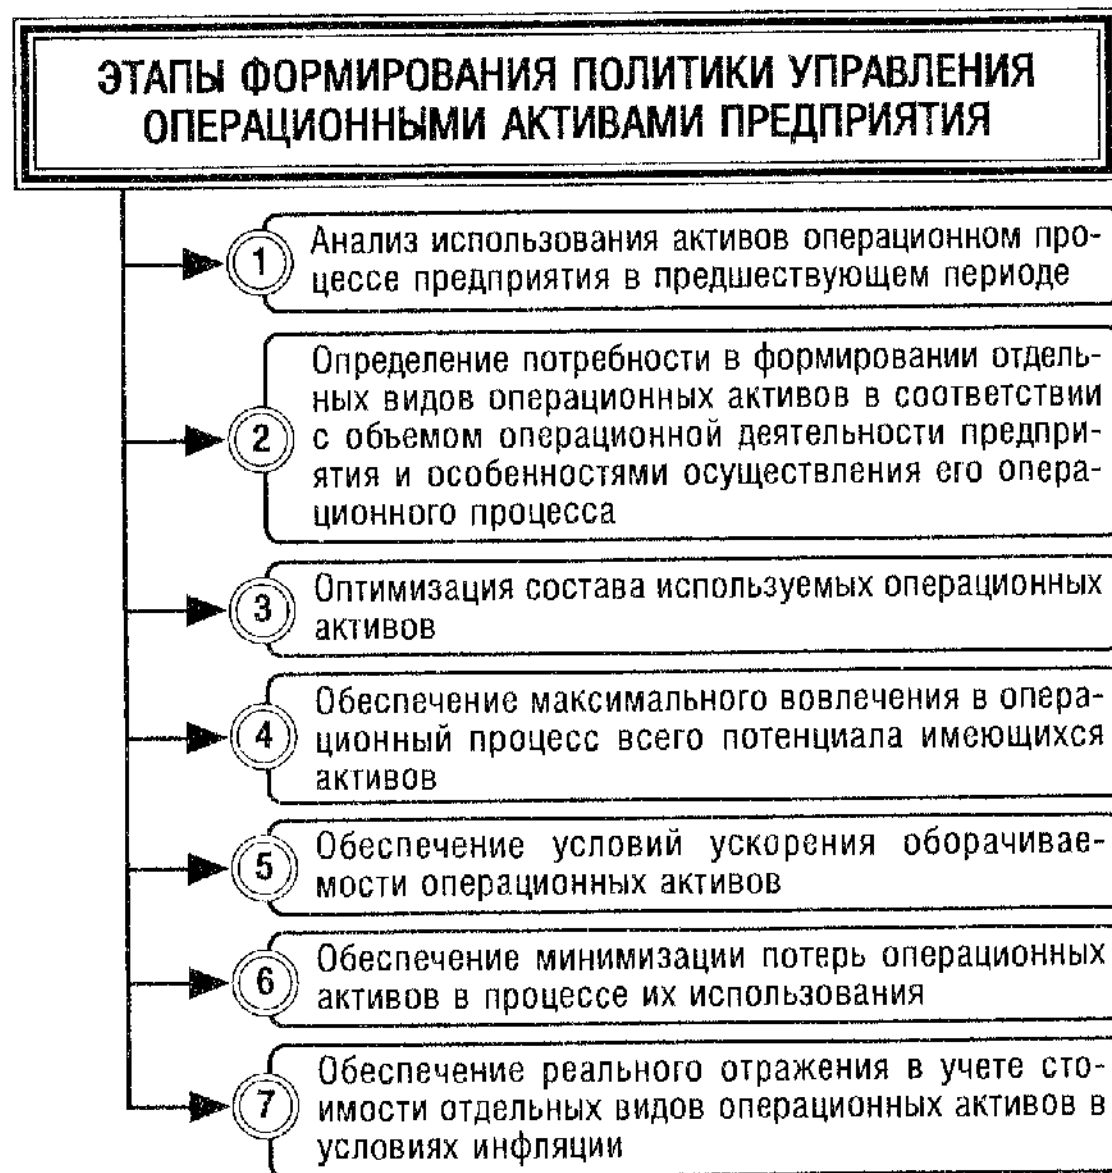 ЭТАПЫ ФОРМИРОВАНИЯ ПОЛИТИКИ УПРАВЛЕНИЯ
ОПЕРАЦИОННЫМИ АКТИВАМИ ПРЕДПРИЯТИЯ
1
Анализ использования активов операционном про-
цессе предприятия в предшествующем периоде
2
Определение потребности в формировании отдель-
ных видов операционных активов в соответствии
с объемом операционной деятельности предпри-
ятия и особенностями осуществления его опера-
ционного процесса
3
Оптимизация состава используемых операционных
активов
4
Обеспечение максимального вовлечения в опера-
ционный процесс всего потенциала имеющихся
активов
5
Обеспечение условий ускорения оборачивае-
мости операционных активов
6
Обеспечение минимизации потерь операционных
активов в процессе их использования
7
Обеспечение реального отражения в учете сто-
имости отдельных видов операционных активов в
условиях инфляции